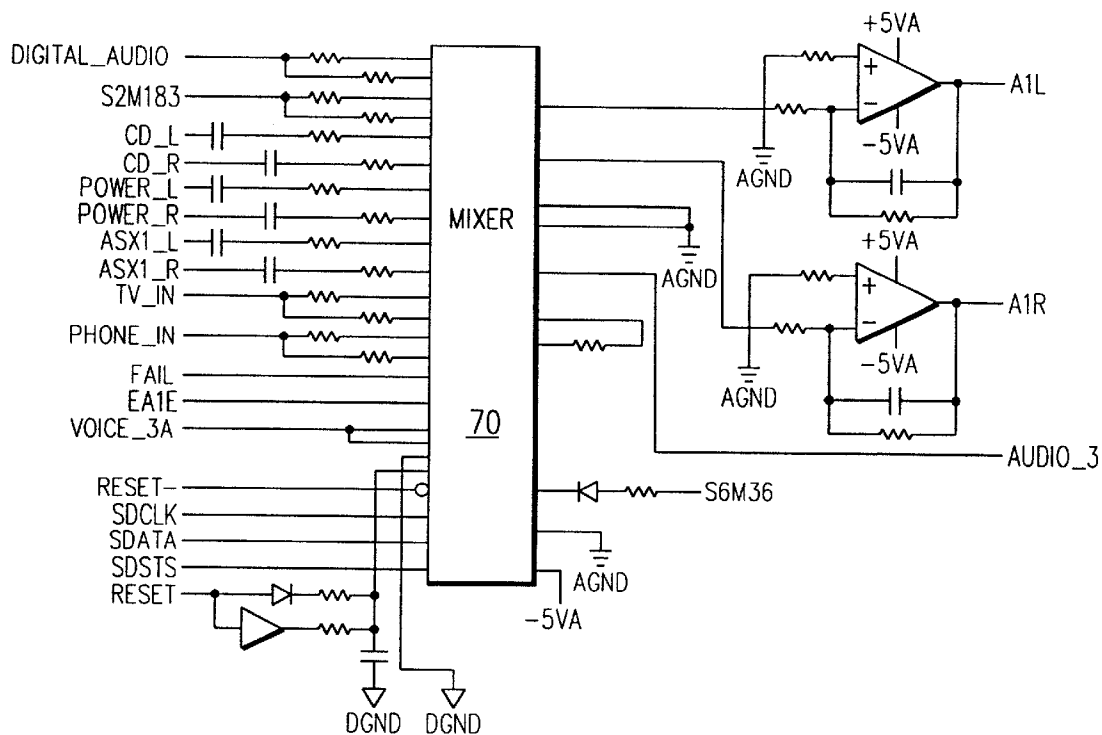 DIGITAL_AUDIO
S2M183
CD_L
CD_R
POWER_L
POWER_R
ASX1_L
ASX1_R
TV_IN
PHONE_IN
FAIL
EA1E
VOICE_3A
RESET-
SDCLK
SDATA
SDSTS
RESET
DGND
DGND
MIXER
70
+5VA
+
-
-5VA
A1L
AGND
AGND
+5VA
+
-
-5VA
A1R
AGND
AUDIO_3
S6M36
AGND
-5VA